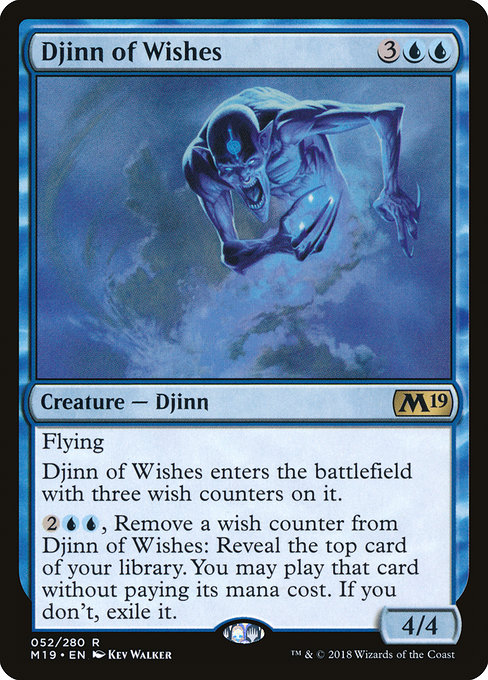 Djinn of Wishes 3
Creature — Djinn M19
Flying
Djinn of Wishes enters the battlefield
with three wish counters on it.
2, Remove a wish counter from
Djinn of Wishes: Reveal the top card
of your library. You may play that card
without paying its mana cost. If you
don't, exile it.
4/4
052/280 R
M19 • EN Kev Walker ™ & © 2018 Wizards of the Coast